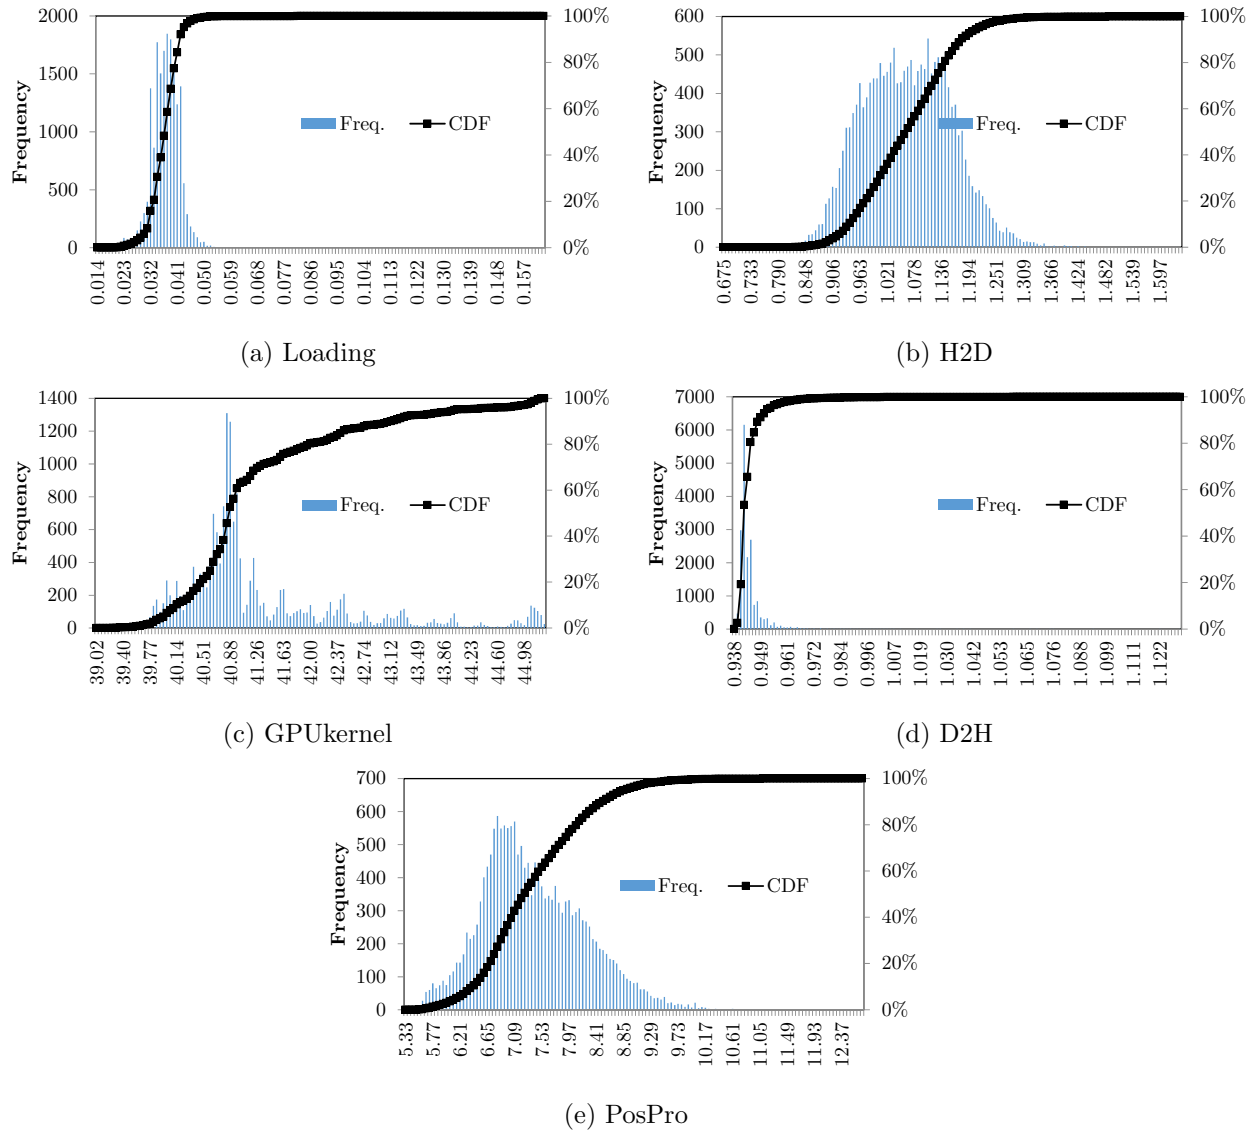 2000
1500
1000
500
0
Frequency
100%
80%
60%
40%
20%
0%
Freq.
CDF
0.014 0.023 0.032 0.041 0.050 0.059 0.068 0.077 0.086 0.095 0.104 0.113 0.122 0.130 0.139 0.148 0.157
(a) Loading
600
500
400
300
200
100
0
Frequency
100%
80%
60%
40%
20%
0%
Freq.
CDF
0.675 0.733 0.790 0.848 0.906 0.963 1.021 1.078 1.136 1.194 1.251 1.309 1.366 1.424 1.482 1.539 1.597
(b) H2D
1400
1200
1000
800
600
400
200
0
Frequency
100%
80%
60%
40%
20%
0%
Freq.
CDF
39.02 39.40 39.77 40.14 40.51 40.88 41.26 41.63 42.00 42.37 42.74 43.12 43.49 43.86 44.23 44.60 44.98
(c) GPUkernel
7000
6000
5000
4000
3000
2000
1000
0
Frequency
100%
80%
60%
40%
20%
0%
Freq.
CDF
0.938 0.949 0.961 0.972 0.984 0.996 1.007 1.019 1.030 1.042 1.053 1.065 1.076 1.088 1.099 1.111 1.122
(d) D2H
700
600
500
400
300
200
100
0
Frequency
100%
80%
60%
40%
20%
0%
Freq.
CDF
5.33 5.77 6.21 6.65 7.09 7.53 7.97 8.41 8.85 9.29 9.73 10.17 10.61 11.05 11.49 11.93 12.37
(e) PosPro